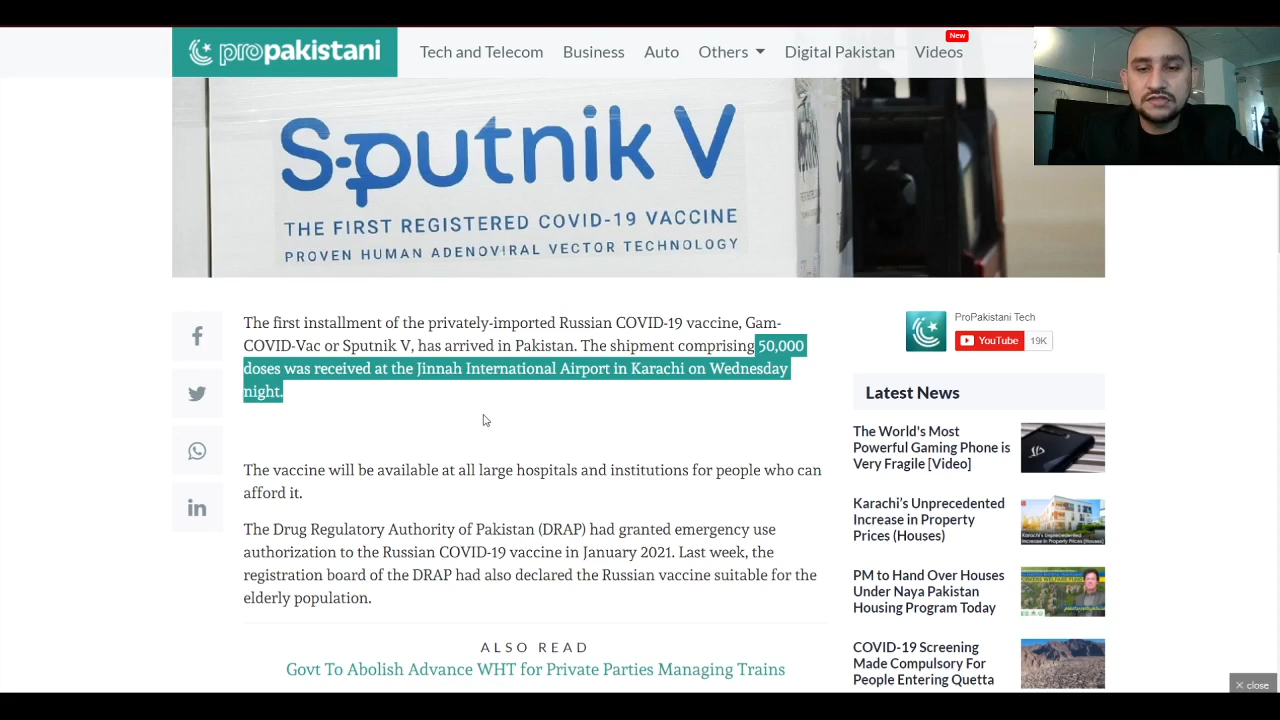 propakistani
Tech and Telecom
Business
Auto
Others
Digital Pakistan
Videos
New
Sputnik V
THE FIRST REGISTERED COVID-19 VACCINE
PROVEN HUMAN ADENOVIRAL VECTOR TECHNOLOGY
The first installment of the privately-imported Russian COVID-19 vaccine, Gam-
COVID-Vac or Sputnik V, has arrived in Pakistan. The shipment comprising 50,000
doses was received at the Jinnah International Airport in Karachi on Wednesday
night.
The vaccine will be available at all large hospitals and institutions for people who can
afford it.
The Drug Regulatory Authority of Pakistan (DRAP) had granted emergency use
authorization to the Russian COVID-19 vaccine in January 2021. Last week, the
registration board of the DRAP had also declared the Russian vaccine suitable for the
elderly population.
ALSO READ
Govt To Abolish Advance WHT for Private Parties Managing Trains
ProPakistani Tech
YouTube 19K
Latest News
The World's Most
Powerful Gaming Phone is
Very Fragile [Video]
Karachi's Unprecedented
Increase in Property
Prices (Houses)
PM to Hand Over Houses
Under Naya Pakistan
Housing Program Today
COVID-19 Screening
Made Compulsory For
People Entering Quetta
close